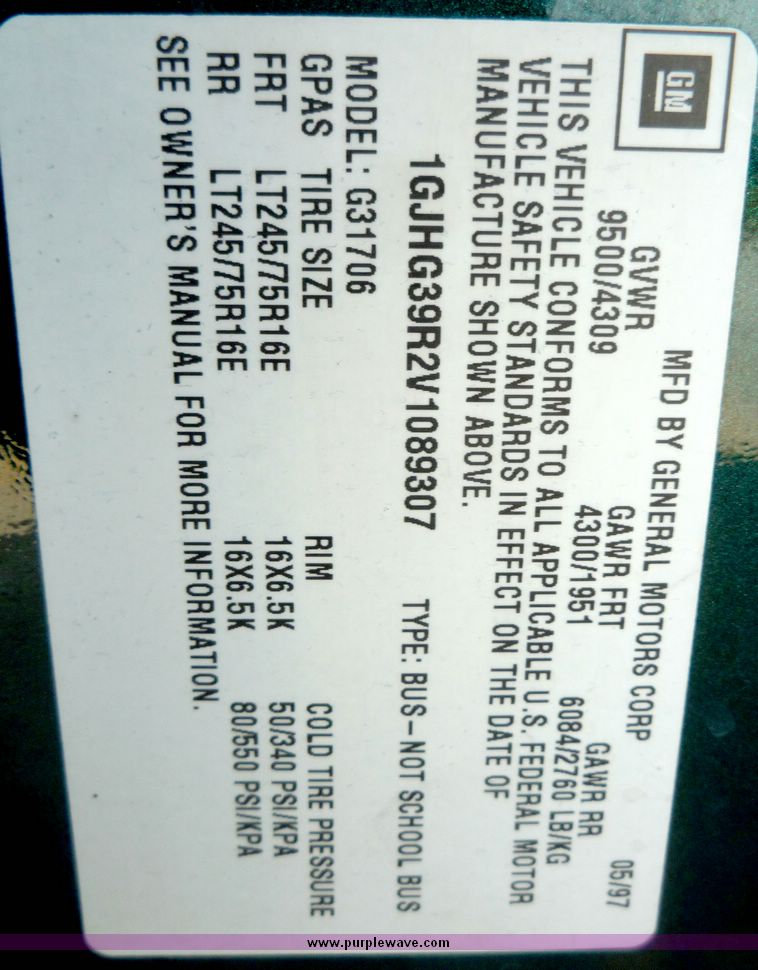 GM
MFD BY GENERAL MOTORS CORP 05/97
GVWR GAWR FRT GAWR RR
9500/4309 4300/1951 6084/2760 LB/KG
THIS VEHICLE CONFORMS TO ALL APPLICABLE U.S. FEDERAL MOTOR
VEHICLE SAFETY STANDARDS IN EFFECT ON THE DATE OF
MANUFACTURE SHOWN ABOVE.
1GJHG39R2V1089307 TYPE: BUS-NOT SCHOOL BUS
MODEL: G31706
GPAS TIRE SIZE RIM COLD TIRE PRESSURE
FRT LT245/75R16E 16X6.5K 50/340 PSI/KPA
RR LT245/75R16E 16X6.5K 80/550 PSI/KPA
SEE OWNER'S MANUAL FOR MORE INFORMATION.
www.purplewave.com